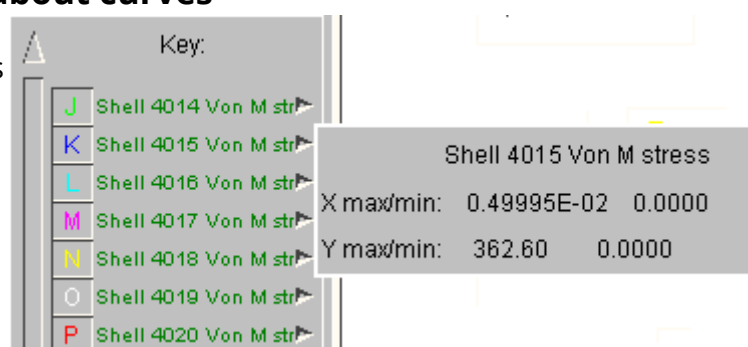 about curves
s
Key:
J Shell 4014 Von M str
K Shell 4015 Von M str
L Shell 4016 Von M str
M Shell 4017 Von M str
N Shell 4018 Von M str
O Shell 4019 Von M str
P Shell 4020 Von M str
Shell 4015 Von M stress
X max/min: 0.49995E-02 0.0000
Y max/min: 362.60 0.0000